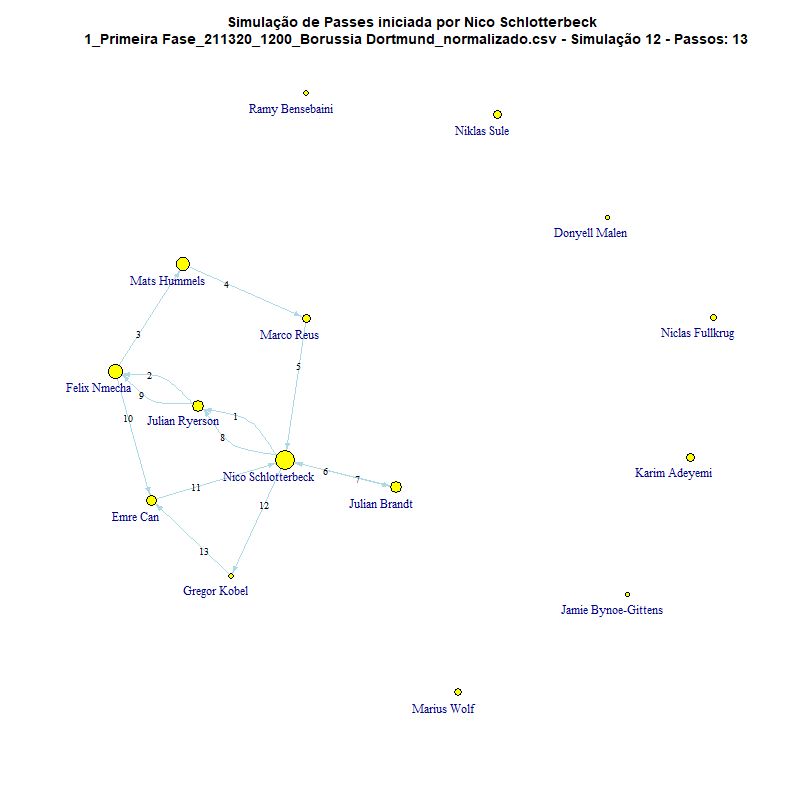 Simulação de Passes iniciada por Nico Schlotterbeck
1_Primeira Fase_211320_1200_Borussia Dortmund_normalizado.csv - Simulação 12 - Passos: 13
Ramy Bensebaini
Niklas Sule
Donyell Malen
Mats Hummels
4
Niclas Fullkrug
Marco Reus
3
5
2
Felix Nmecha
9
10
Julian Ryerson
1
8
Nico Schlotterbeck
6
7
Karim Adeyemi
11
12
Julian Brandt
Emre Can
13
Gregor Kobel
Jamie Bynoe-Gittens
Marius Wolf